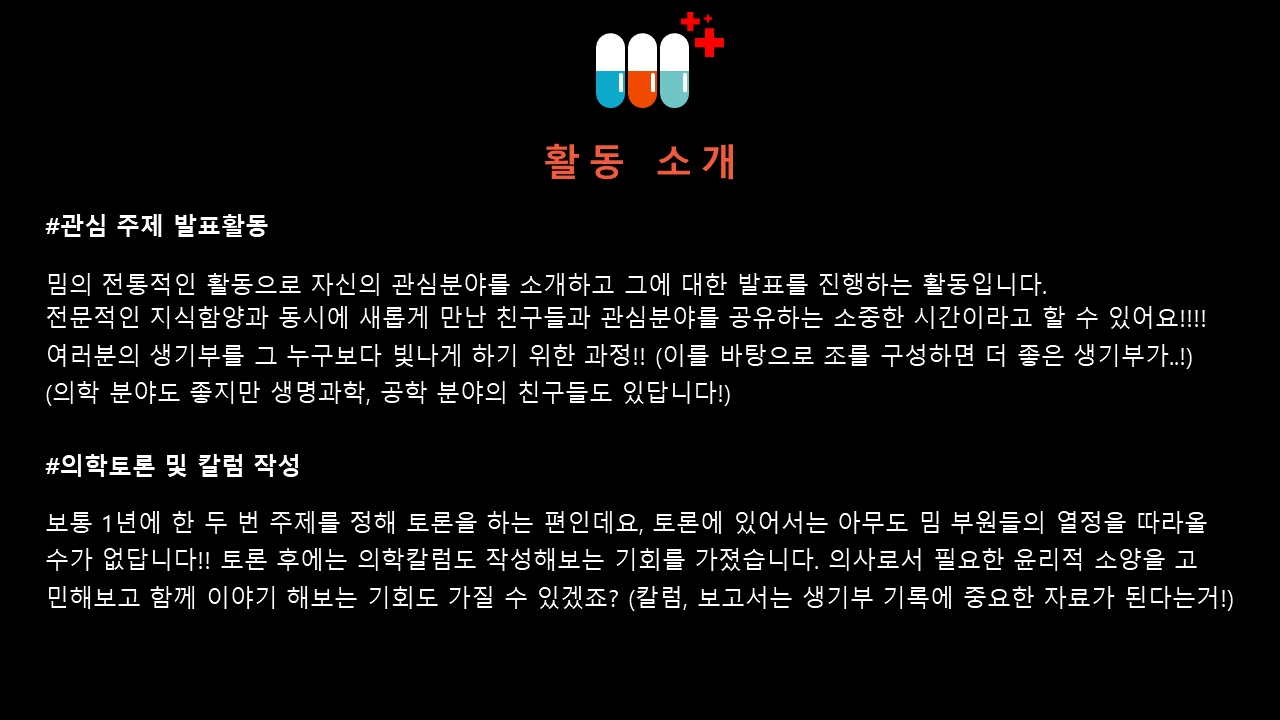 활동 소개
#관심 주제 발표활동
밈의 전통적인 활동으로 자신의 관심분야를 소개하고 그에 대한 발표를 진행하는 활동입니다.
전문적인 지식함양과 동시에 새롭게 만난 친구들과 관심분야를 공유하는 소중한 시간이라고 할 수 있어요!!!!
여러분의 생기부를 그 누구보다 빛나게 하기 위한 과정!! (이를 바탕으로 조를 구성하면 더 좋은 생기부가..!)
(의학 분야도 좋지만 생명과학, 공학 분야의 친구들도 있답니다!)
#의학토론 및 칼럼 작성
보통 1년에 한 두 번 주제를 정해 토론을 하는 편인데요, 토론에 있어서는 아무도 밈 부원들의 열정을 따라올
수가 없답니다!! 토론 후에는 의학칼럼도 작성해보는 기회를 가졌습니다. 의사로서 필요한 윤리적 소양을 고
민해보고 함께 이야기 해보는 기회도 가질 수 있겠죠? (칼럼, 보고서는 생기부 기록에 중요한 자료가 된다는거!)